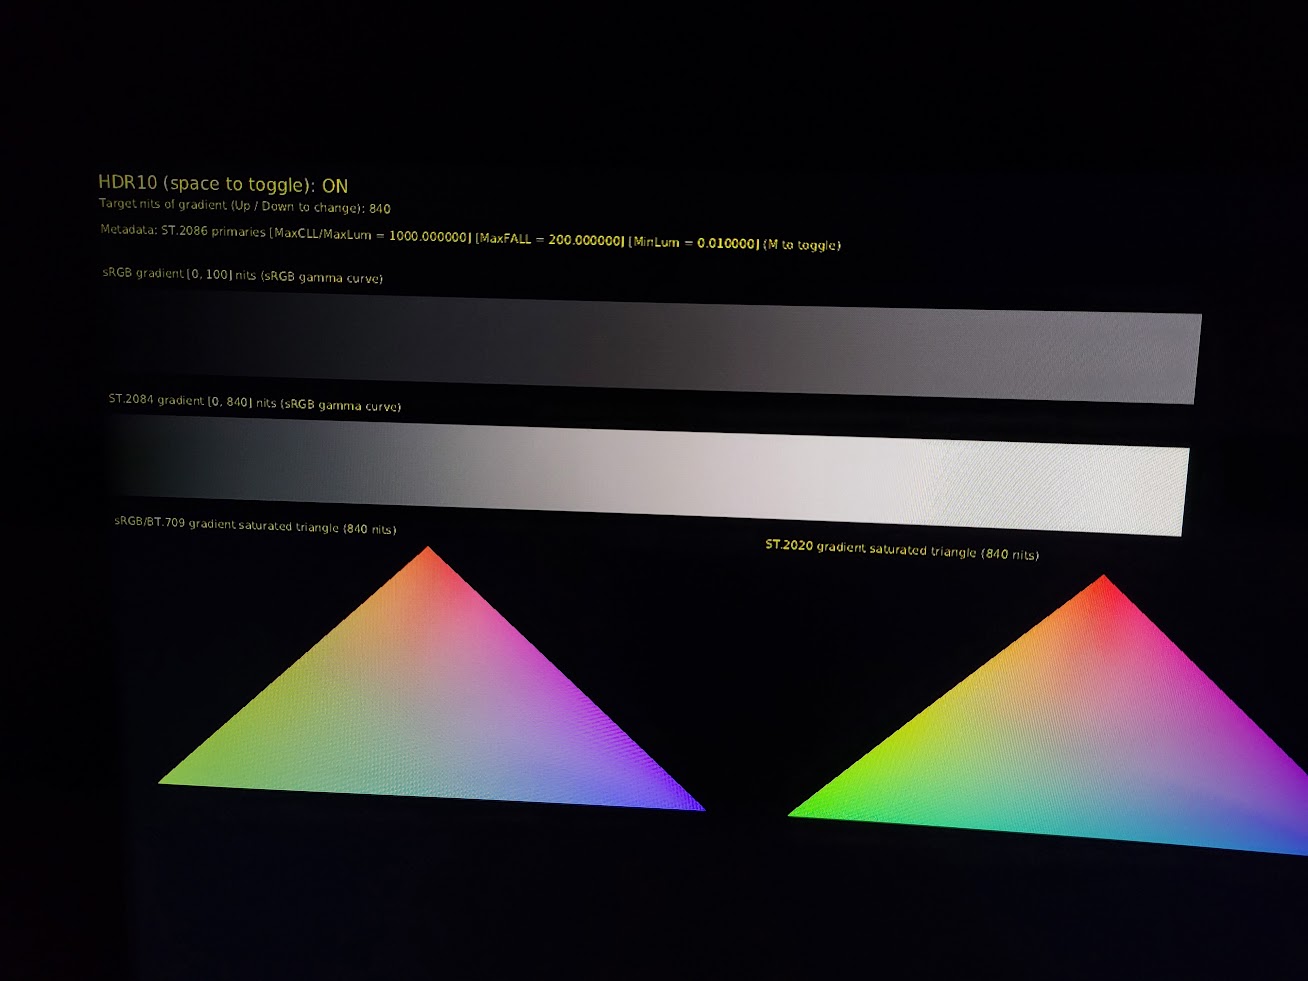 HDR10 (space to toggle): ON
Target nits of gradient (Up / Down to change): 840
Metadata: ST.2086 primaries [MaxCLL/MaxLum = 1000.000000] [MaxFALL = 200.000000] [MinLum = 0.010000] (M to toggle)
sRGB gradient [0, 100] nits (sRGB gamma curve)
ST.2084 gradient [0, 840] nits (sRGB gamma curve)
sRGB/BT.709 gradient saturated triangle (840 nits)
ST.2020 gradient saturated triangle (840 nits)